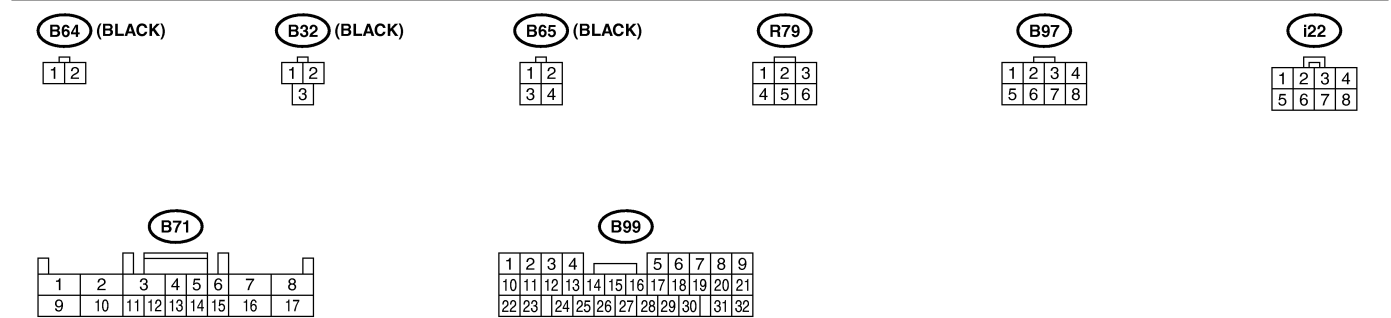 B64 (BLACK) B32 (BLACK) B65 (BLACK) R79 B97 i22
1 2 1 2 1 2 1 2 3 1 2 3 4 1 2 3 4
3 3 4 4 5 6 5 6 7 8 5 6 7 8
B71 B99
1 2 3 4 5 6 7 8 9
1 2 3 4 5 6 7 8 10 11 12 13 14 15 16 17 18 19 20 21
9 10 11 12 13 14 15 16 17 22 23 24 25 26 27 28 29 30 31 32